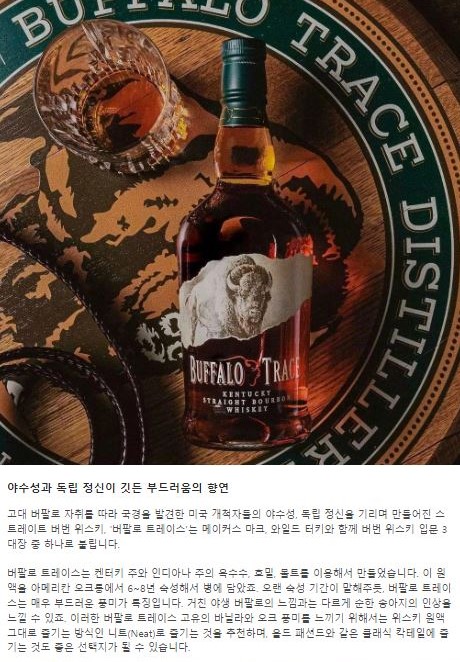 BUFFALO TRACE DISTILLERY
BUFFALO TRACE
KENTUCKY
STRAIGHT BOURBON
WHISKEY
야수성과 독립 정신이 깃든 부드러움의 향연
고대 버팔로 자취를 따라 국경을 발견한 미국 개척자들의 야수성, 독립 정신을 기리며 만들어진 스
트레이트 버번 위스키, '버팔로 트레이스'는 메이커스 마크, 와일드 터키와 함께 버번 위스키 입문 3
대장 중 하나로 불립니다.
버팔로 트레이스는 켄터키 주와 인디아나 주의 옥수수, 호밀, 몰트를 이용해서 만들었습니다. 이 원
액을 아메리칸 오크통에서 6~8년 숙성해서 병에 담았죠. 오랜 숙성 기간이 말해주듯, 버팔로 트레이
스는 매우 부드러운 풍미가 특징입니다. 거친 야생 버팔로의 느낌과는 다르게 순한 송아지의 인상을
느낄 수 있죠. 이러한 버팔로 트레이스 고유의 바닐라와 오크 풍미를 느끼기 위해서는 위스키 원액
그대로 즐기는 방식인 니트(Neat)로 즐기는 것을 추천하며, 올드 패션드와 같은 클래식 칵테일에 즐
기는 것도 좋은 선택지가 될 수 있습니다.